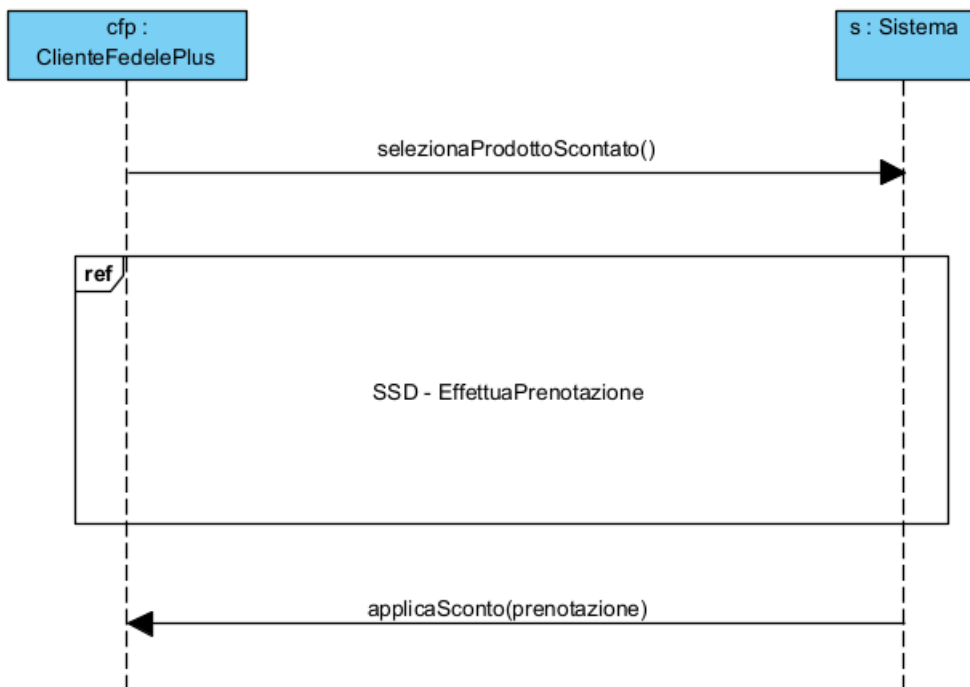 cfp :
ClienteFedelePlus
s : Sistema
selezionaProdottoScontato()
ref
SSD - EffettuaPrenotazione
applicaSconto(prenotazione)